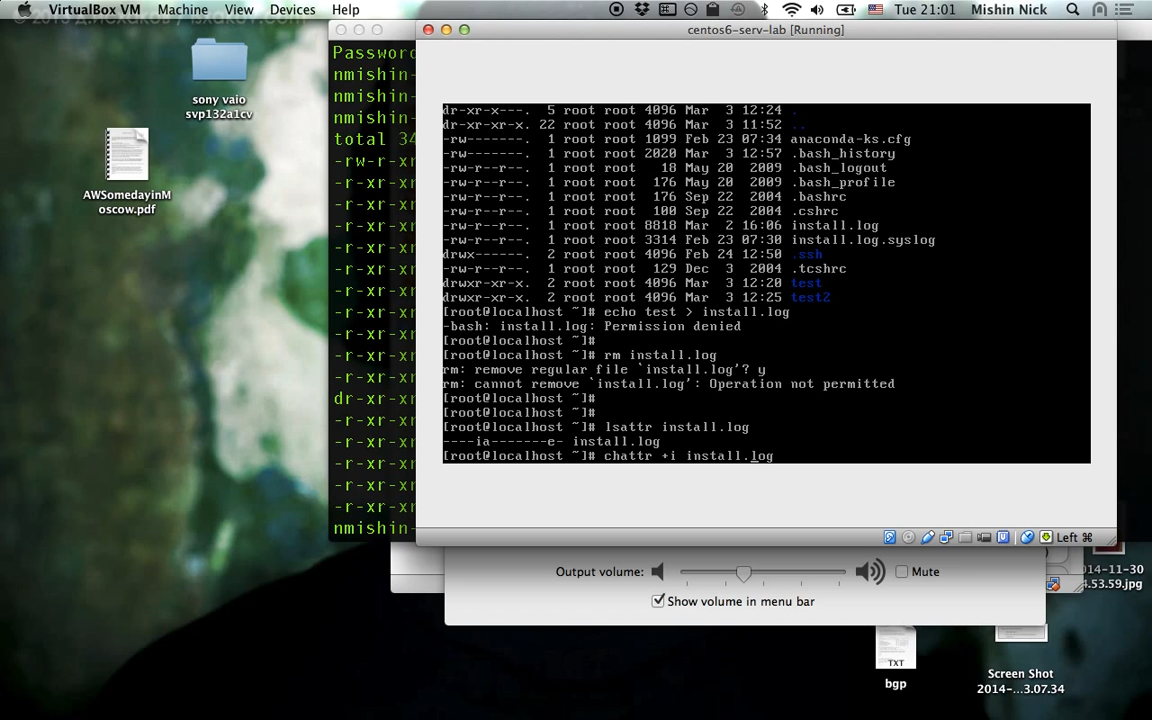 VirtualBox VM Machine View Devices Help Tue 21:01 Mishin Nick
centos6-serv-lab [Running]
sony vaio
svp132a1cv
AWSomedayinM
oscow.pdf
Password
nmishin-
nmishin-
nmishin-
total 34
-rw-r-xr
-r-xr-xr
-r-xr-xr
-r-xr-xr
-r-xr-xr
-r-xr-xr
-r-xr-xr
-r-xr-xr
-r-xr-xr
-r-xr-xr
-r-xr-xr
dr-xr-xr
-r-xr-xr
-r-xr-xr
-r-xr-xr
-r-xr-xr
-r-xr-xr
nmishin-
dr-xr-x---. 5 root root 4096 Mar 3 12:24 .
dr-xr-xr-x. 22 root root 4096 Mar 3 11:52 ..
-rw-------. 1 root root 1099 Feb 23 07:34 anaconda-ks.cfg
-rw-------. 1 root root 2020 Mar 3 12:57 .bash_history
-rw-r--r--. 1 root root 18 May 20 2009 .bash_logout
-rw-r--r--. 1 root root 176 May 20 2009 .bash_profile
-rw-r--r--. 1 root root 176 Sep 22 2004 .bashrc
-rw-r--r--. 1 root root 100 Sep 22 2004 .cshrc
-rw-r--r--. 1 root root 8818 Mar 2 16:06 install.log
-rw-r--r--. 1 root root 3314 Feb 23 07:30 install.log.syslog
drwx------. 2 root root 4096 Feb 24 12:50 .ssh
-rw-r--r--. 1 root root 129 Dec 3 2004 .tcshrc
drwxr-xr-x. 2 root root 4096 Mar 3 12:20 test
drwxr-xr-x. 2 root root 4096 Mar 3 12:25 test2
[root@localhost ~]# echo test > install.log
-bash: install.log: Permission denied
[root@localhost ~]#
[root@localhost ~]# rm install.log
rm: remove regular file `install.log'? y
rm: cannot remove `install.log': Operation not permitted
[root@localhost ~]#
[root@localhost ~]#
[root@localhost ~]# lsattr install.log
----ia-------e- install.log
[root@localhost ~]# chattr +i install.log
Left ⌘
Output volume: Mute
Show volume in menu bar
014-11-30
4.53.59.jpg
TXT
bgp
Screen Shot
2014-...3.07.34